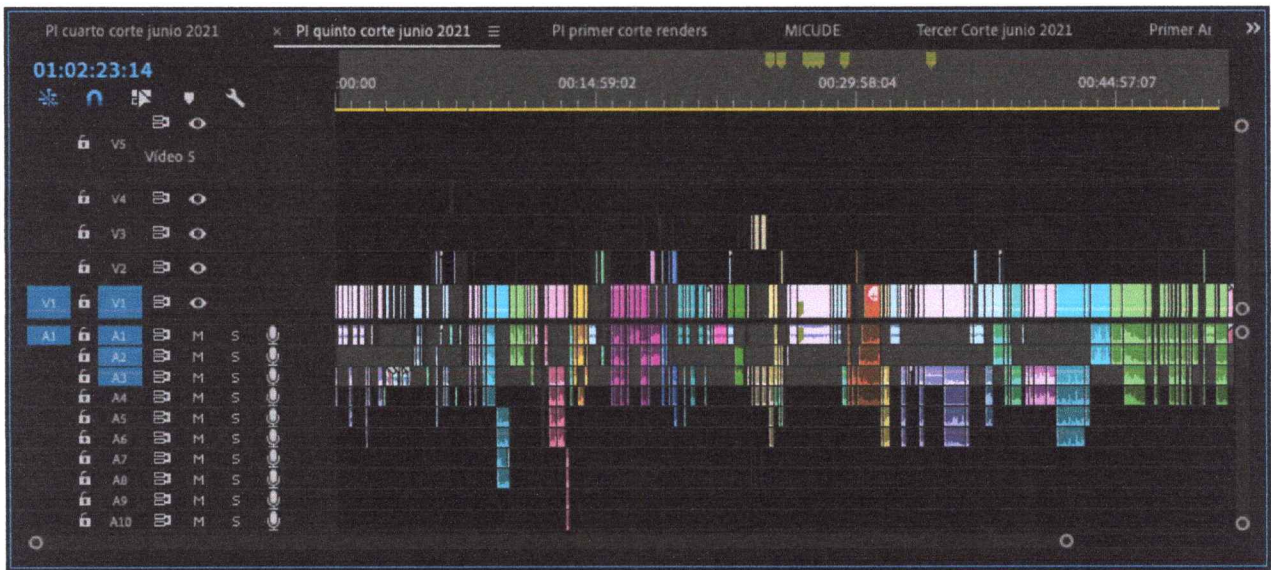 PI cuarto corte junio 2021 × PI quinto corte junio 2021 ≡ PI primer corte renders MICUDE Tercer Corte junio 2021 Primer Ar »
01:02:23:14
:00:00 00:14:59:02 00:29:58:04 00:44:57:07
V5
Vídeo 5
V4
V3
V2
V1 V1
A1 A1 M S
A2 M S
A3 M S
A4 M S
A5 M S
A6 M S
A7 M S
A8 M S
A9 M S
A10 M S